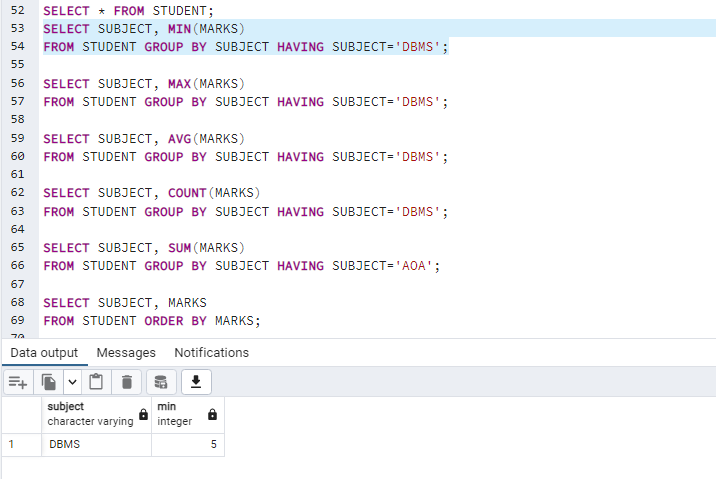 52 SELECT * FROM STUDENT;
53 SELECT SUBJECT, MIN(MARKS)
54 FROM STUDENT GROUP BY SUBJECT HAVING SUBJECT='DBMS';
55
56 SELECT SUBJECT, MAX(MARKS)
57 FROM STUDENT GROUP BY SUBJECT HAVING SUBJECT='DBMS';
58
59 SELECT SUBJECT, AVG(MARKS)
60 FROM STUDENT GROUP BY SUBJECT HAVING SUBJECT='DBMS';
61
62 SELECT SUBJECT, COUNT(MARKS)
63 FROM STUDENT GROUP BY SUBJECT HAVING SUBJECT='DBMS';
64
65 SELECT SUBJECT, SUM(MARKS)
66 FROM STUDENT GROUP BY SUBJECT HAVING SUBJECT='AOA';
67
68 SELECT SUBJECT, MARKS
69 FROM STUDENT ORDER BY MARKS;
70
Data output Messages Notifications
subject min
character varying integer
1 DBMS 5